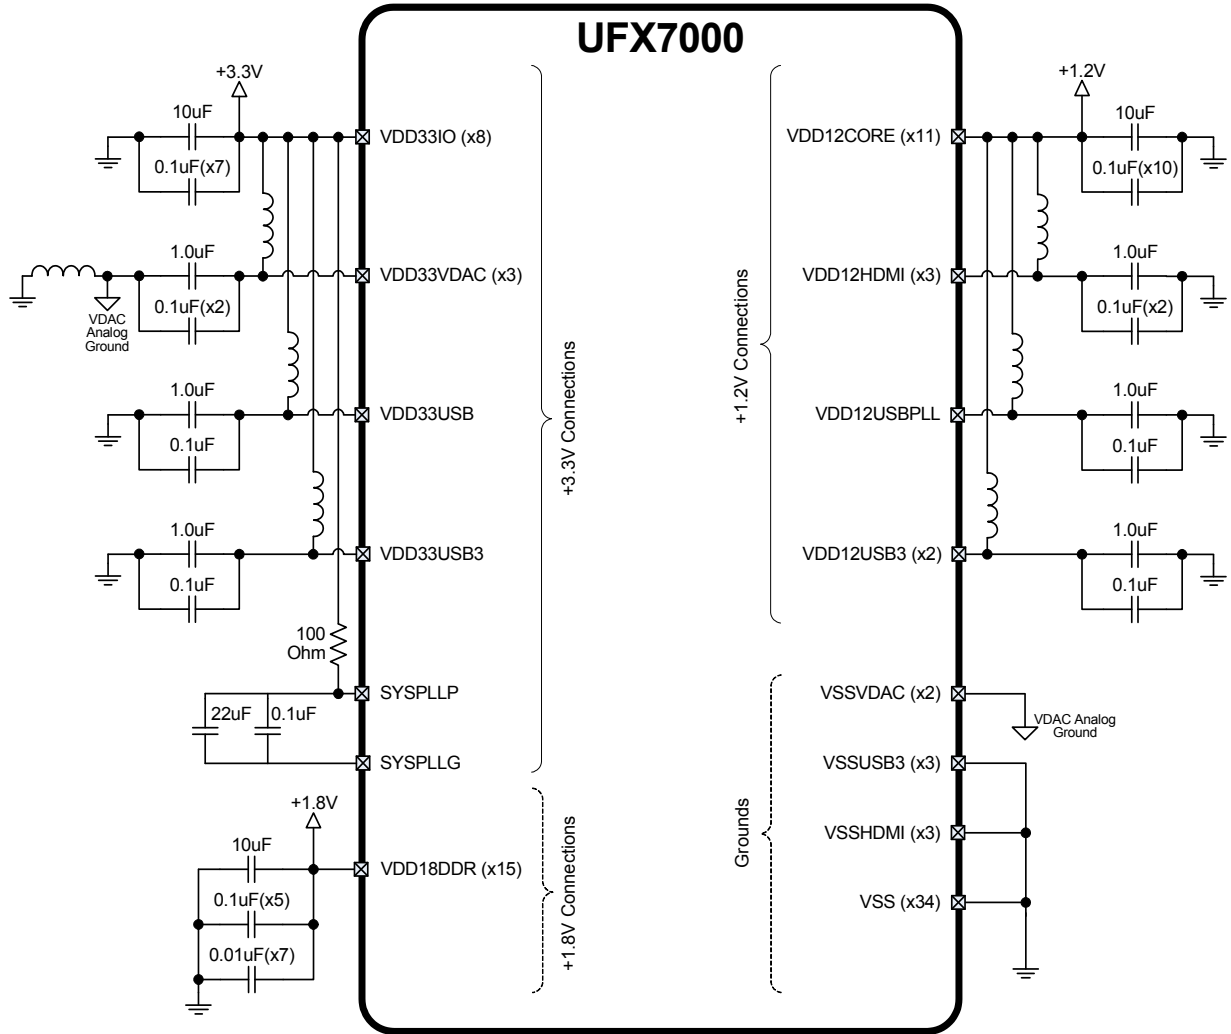 UFX7000
+3.3V
10uF
0.1uF(x7)
VDD33IO (x8)
1.0uF
0.1uF(x2)
VDAC
Analog
Ground
VDD33VDAC (x3)
1.0uF
0.1uF
VDD33USB
1.0uF
0.1uF
VDD33USB3
100
Ohm
22uF
0.1uF
SYSPLLP
SYSPLLG
+3.3V Connections
+1.8V
10uF
0.1uF(x5)
0.01uF(x7)
VDD18DDR (x15)
+1.8V Connections
+1.2V Connections
+1.2V
VDD12CORE (x11)
10uF
0.1uF(x10)
VDD12HDMI (x3)
1.0uF
0.1uF(x2)
VDD12USBPLL
1.0uF
0.1uF
VDD12USB3 (x2)
1.0uF
0.1uF
Grounds
VSSVDAC (x2)
VDAC Analog
Ground
VSSUSB3 (x3)
VSSHDMI (x3)
VSS (x34)